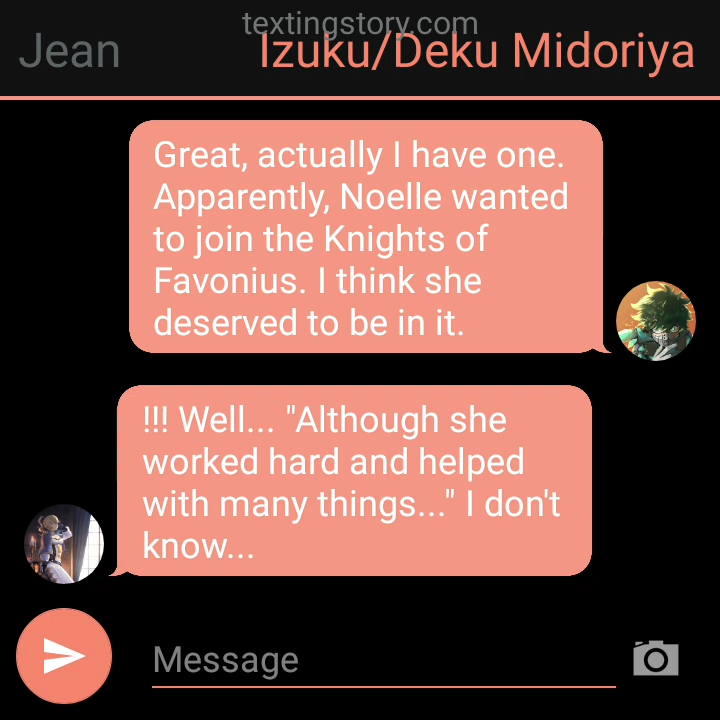 textingstory.com
Jean
Izuku/Deku Midoriya
Great, actually I have one.
Apparently, Noelle wanted
to join the Knights of
Favonius. I think she
deserved to be in it.
!!! Well... "Although she
worked hard and helped
with many things..." I don't
know...
Message